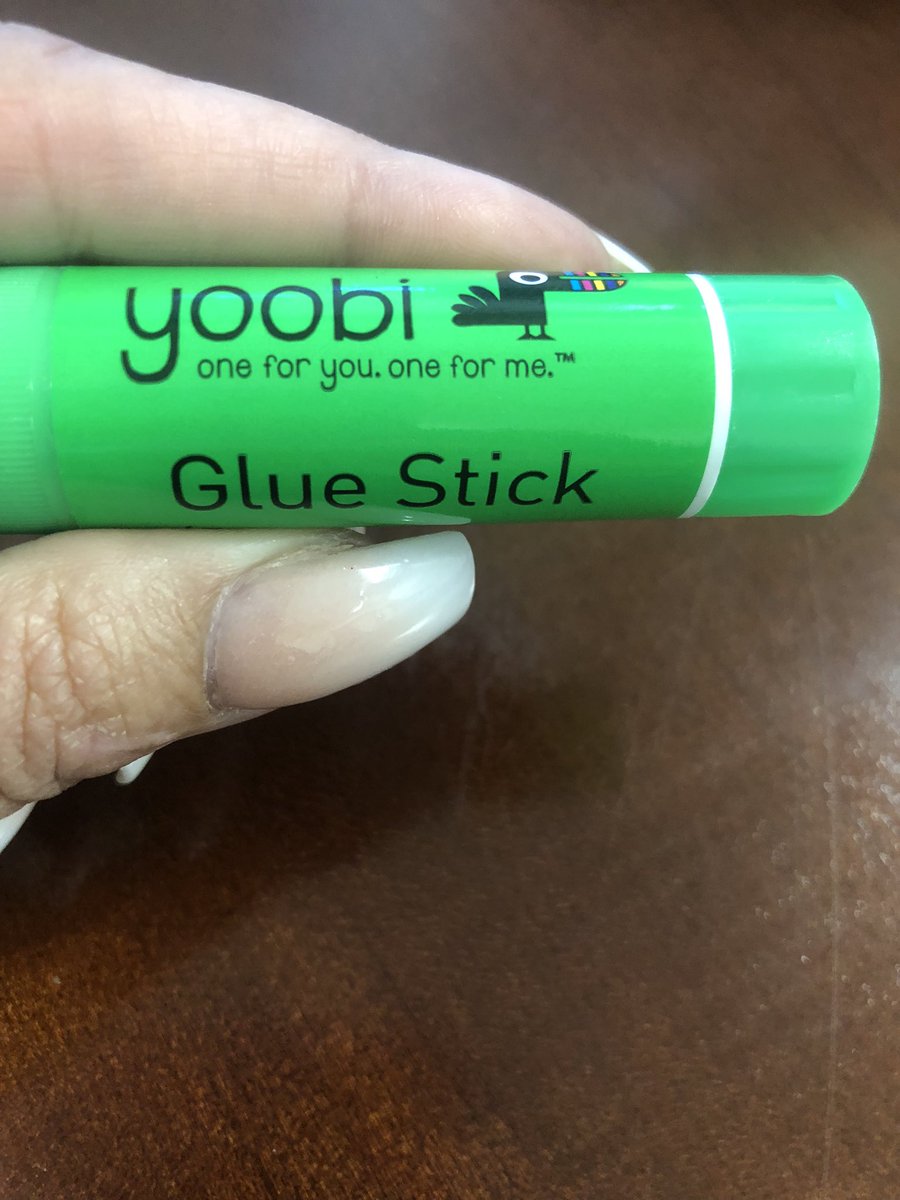 yoobi
one for you. one for me.™
Glue Stick